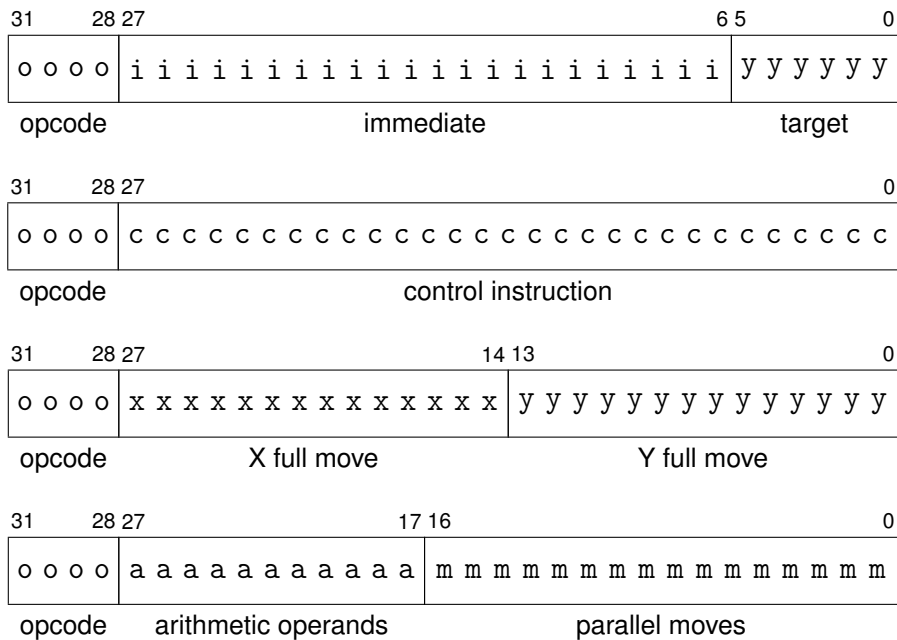 31 28 27 6 5 0
o o o o i i i i i i i i i i i i i i i i i i i i i i y y y y y y
opcode immediate target
31 28 27 0
o o o o c c c c c c c c c c c c c c c c c c c c c c c c c c c c
opcode control instruction
31 28 27 14 13 0
o o o o x x x x x x x x x x x x x x y y y y y y y y y y y y y y
opcode X full move Y full move
31 28 27 17 16 0
o o o o a a a a a a a a a a a m m m m m m m m m m m m m m m m
opcode arithmetic operands parallel moves